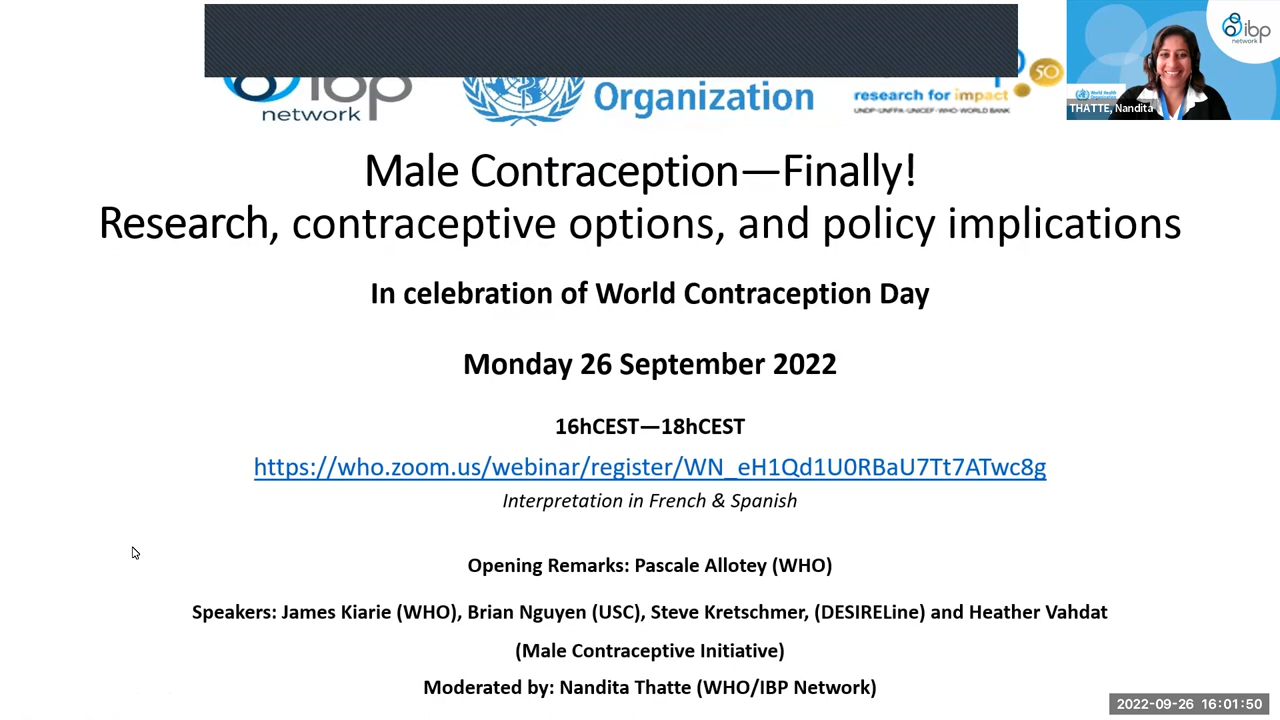 ibp
network
Organization
research for impact
UNDP·UNFPA·UNICEF·WHO·WORLD BANK
50
ibp
network
World Health
Organization
THATTE, Nandita
Male Contraception—Finally!
Research, contraceptive options, and policy implications
In celebration of World Contraception Day
Monday 26 September 2022
16hCEST—18hCEST
https://who.zoom.us/webinar/register/WN_eH1Qd1U0RBaU7Tt7ATwc8g
Interpretation in French & Spanish
Opening Remarks: Pascale Allotey (WHO)
Speakers: James Kiarie (WHO), Brian Nguyen (USC), Steve Kretschmer, (DESIRELine) and Heather Vahdat
(Male Contraceptive Initiative)
Moderated by: Nandita Thatte (WHO/IBP Network)
2022-09-26 16:01:50